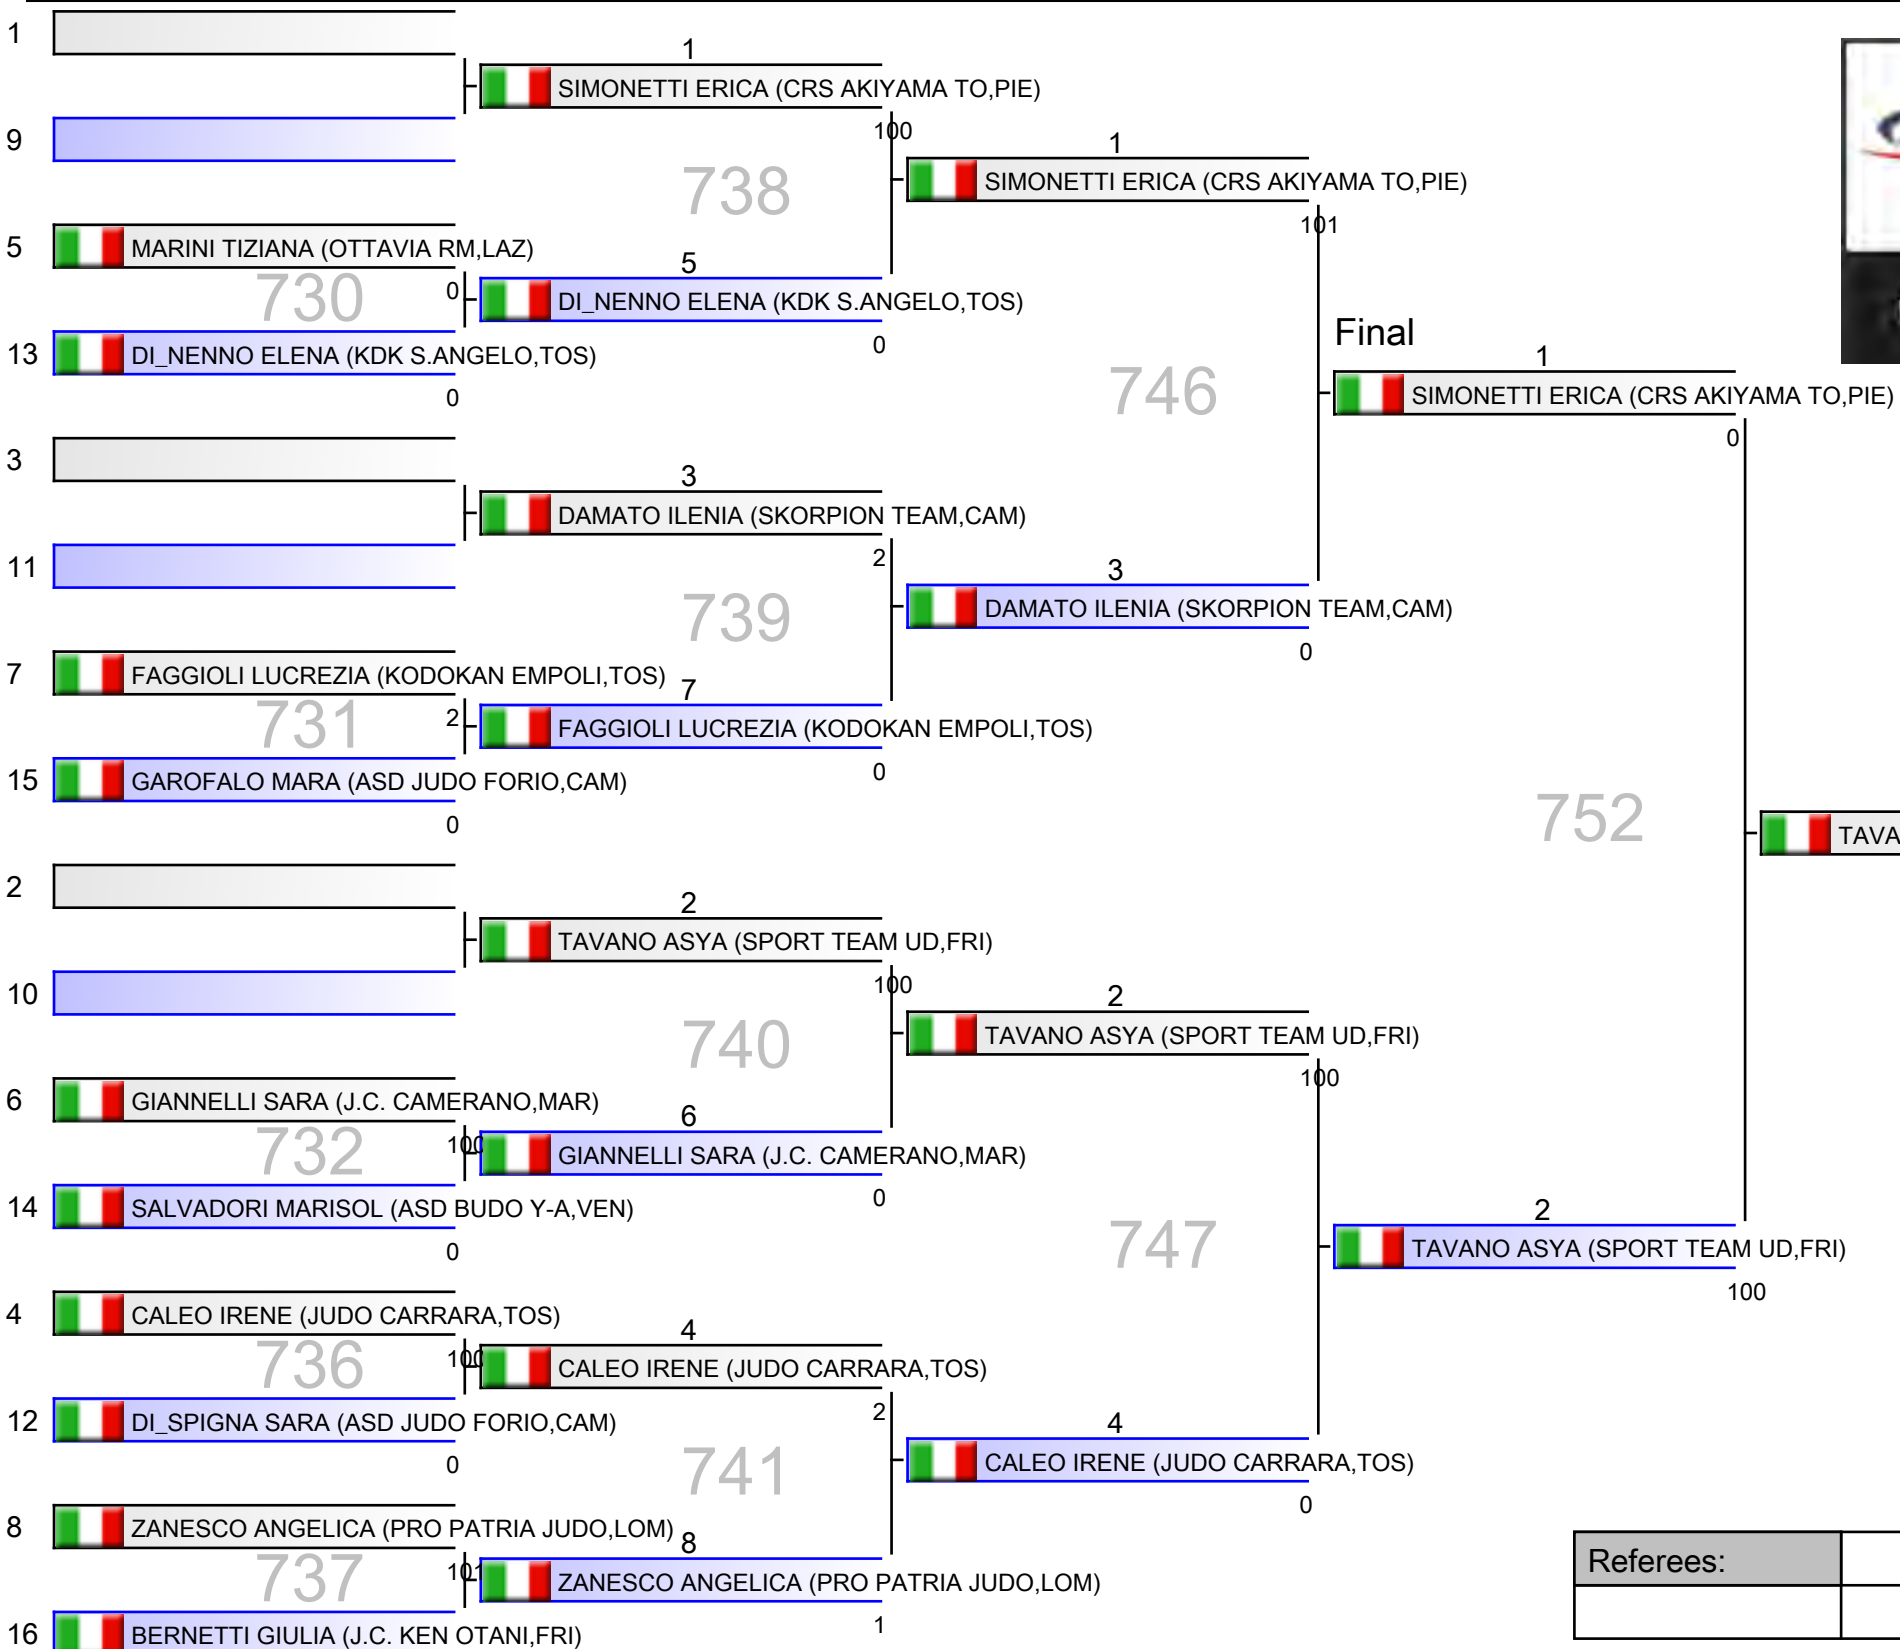 1
1
SIMONETTI ERICA (CRS AKIYAMA TO,PIE)
100
9
1
738
SIMONETTI ERICA (CRS AKIYAMA TO,PIE)
101
5
MARINI TIZIANA (OTTAVIA RM,LAZ)
5
730
0
DI_NENNO ELENA (KDK S.ANGELO,TOS)
0
13
DI_NENNO ELENA (KDK S.ANGELO,TOS)
0
Final
1
746
SIMONETTI ERICA (CRS AKIYAMA TO,PIE)
0
3
3
DAMATO ILENIA (SKORPION TEAM,CAM)
2
11
3
739
DAMATO ILENIA (SKORPION TEAM,CAM)
0
7
FAGGIOLI LUCREZIA (KODOKAN EMPOLI,TOS)
7
731
2
FAGGIOLI LUCREZIA (KODOKAN EMPOLI,TOS)
0
15
GAROFALO MARA (ASD JUDO FORIO,CAM)
0
752
TAVA
2
2
TAVANO ASYA (SPORT TEAM UD,FRI)
100
10
2
740
TAVANO ASYA (SPORT TEAM UD,FRI)
100
6
GIANNELLI SARA (J.C. CAMERANO,MAR)
6
732
100
GIANNELLI SARA (J.C. CAMERANO,MAR)
0
14
SALVADORI MARISOL (ASD BUDO Y-A,VEN)
0
747
2
TAVANO ASYA (SPORT TEAM UD,FRI)
100
4
CALEO IRENE (JUDO CARRARA,TOS)
4
736
100
CALEO IRENE (JUDO CARRARA,TOS)
2
12
DI_SPIGNA SARA (ASD JUDO FORIO,CAM)
0
4
741
CALEO IRENE (JUDO CARRARA,TOS)
0
8
ZANESCO ANGELICA (PRO PATRIA JUDO,LOM)
8
737
101
ZANESCO ANGELICA (PRO PATRIA JUDO,LOM)
1
16
BERNETTI GIULIA (J.C. KEN OTANI,FRI)
Referees: